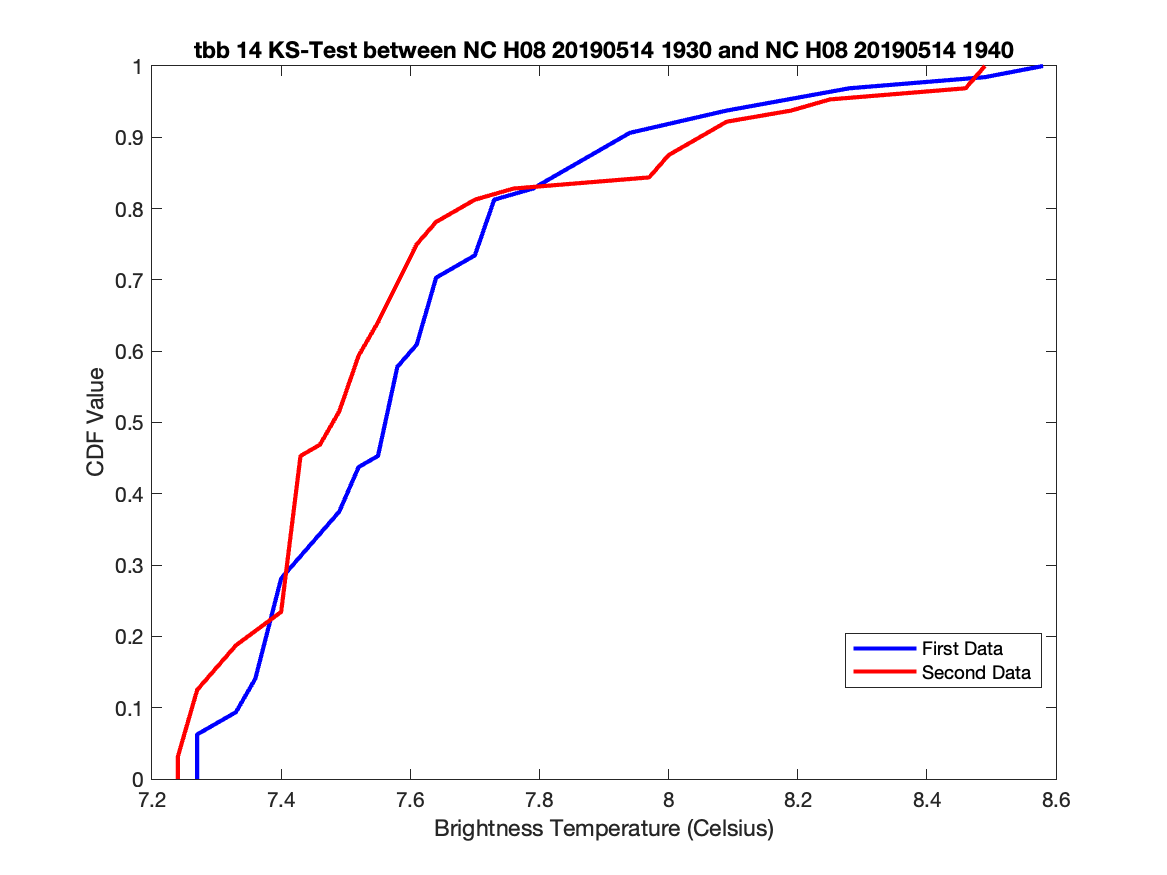 tbb 14 KS-Test between NC H08 20190514 1930 and NC H08 20190514 1940
1
0.9
0.8
0.7
0.6
0.5
0.4
0.3
0.2
0.1
0
CDF Value
First Data
Second Data
7.2 7.4 7.6 7.8 8 8.2 8.4 8.6
Brightness Temperature (Celsius)